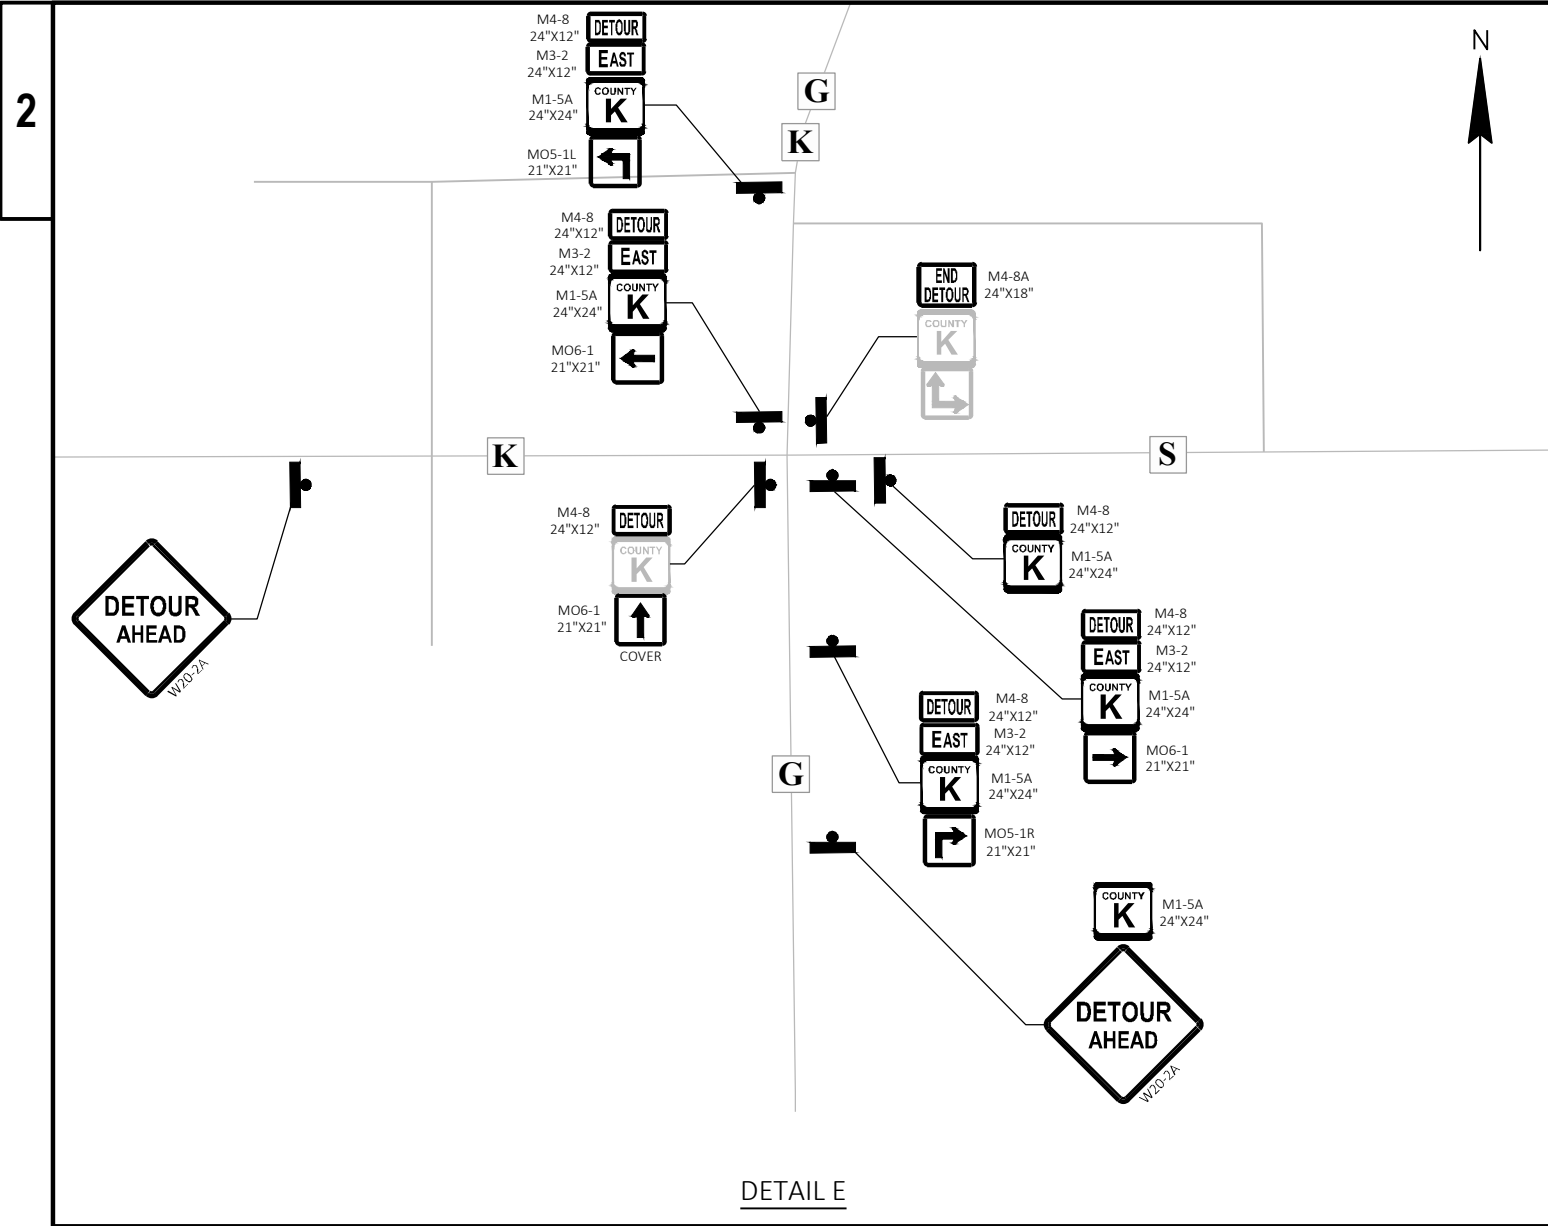 2
N
M4-8
24"X12"
DETOUR
M3-2
24"X12"
EAST
M1-5A
24"X24"
COUNTY
K
MO5-1L
21"X21"
G
K
M4-8
24"X12"
DETOUR
M3-2
24"X12"
EAST
M1-5A
24"X24"
COUNTY
K
MO6-1
21"X21"
END
DETOUR
M4-8A
24"X18"
COUNTY
K
K
S
M4-8
24"X12"
DETOUR
COUNTY
K
MO6-1
21"X21"
COVER
DETOUR
AHEAD
W20-2A
DETOUR
M4-8
24"X12"
COUNTY
K
M1-5A
24"X24"
DETOUR
M4-8
24"X12"
EAST
M3-2
24"X12"
COUNTY
K
M1-5A
24"X24"
MO6-1
21"X21"
G
DETOUR
M4-8
24"X12"
EAST
M3-2
24"X12"
COUNTY
K
M1-5A
24"X24"
MO5-1R
21"X21"
COUNTY
K
M1-5A
24"X24"
DETOUR
AHEAD
W20-2A
DETAIL E